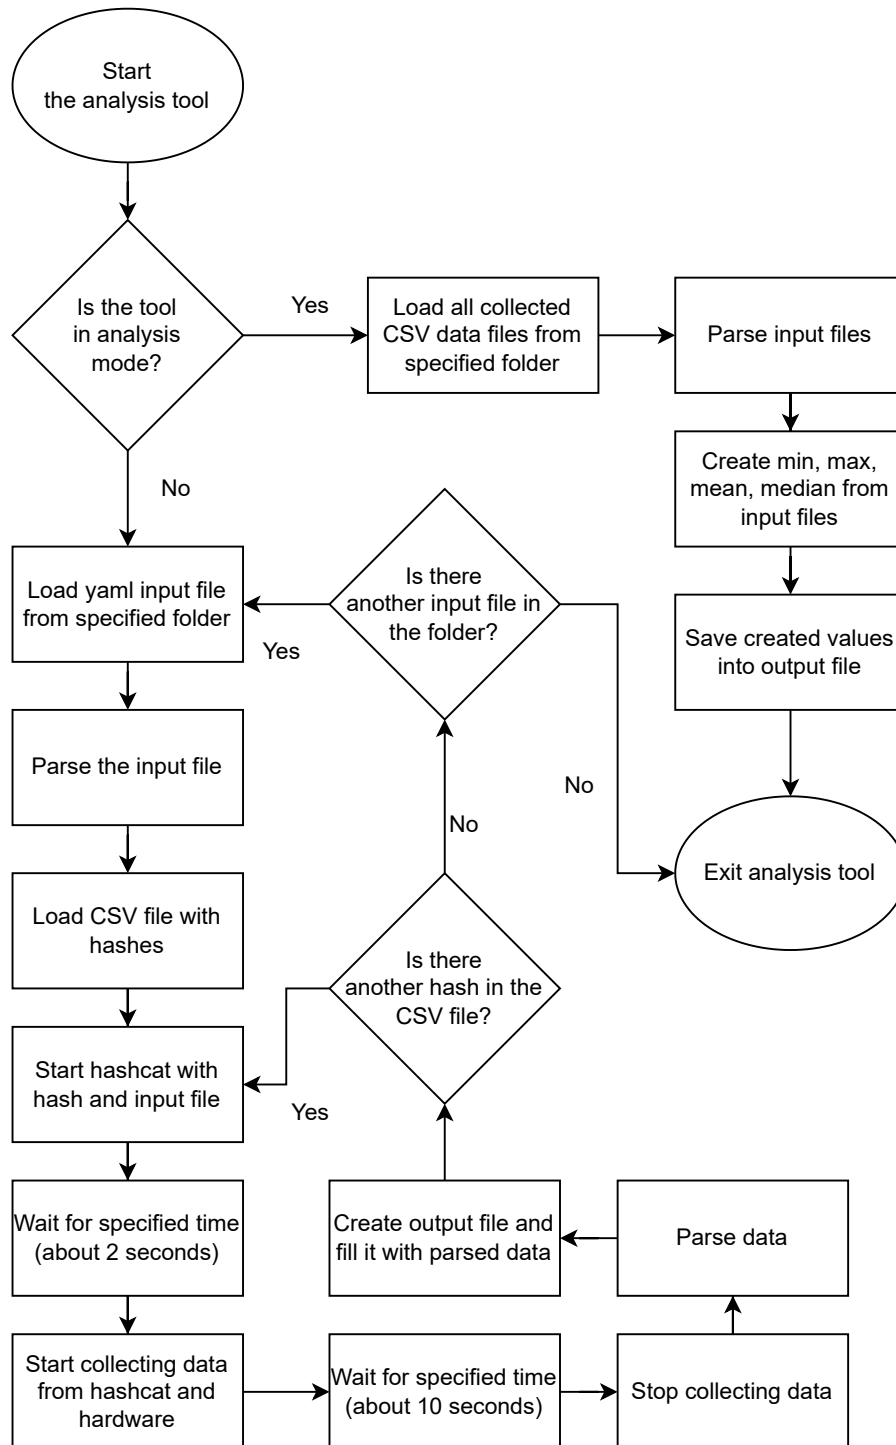 Start
the analysis tool
Is the tool
in analysis
mode?
Yes
Load all collected
CSV data files from
specified folder
Parse input files
No
Create min, max,
mean, median from
input files
Load yaml input file
from specified folder
Yes
Is there
another input file in
the folder?
Save created values
into output file
Parse the input file
No
No
Exit analysis tool
Load CSV file with
hashes
Is there
another hash in the
CSV file?
Start hashcat with
hash and input file
Yes
Wait for specified time
(about 2 seconds)
Create output file and
fill it with parsed data
Parse data
Start collecting data
from hashcat and
hardware
Wait for specified time
(about 10 seconds)
Stop collecting data